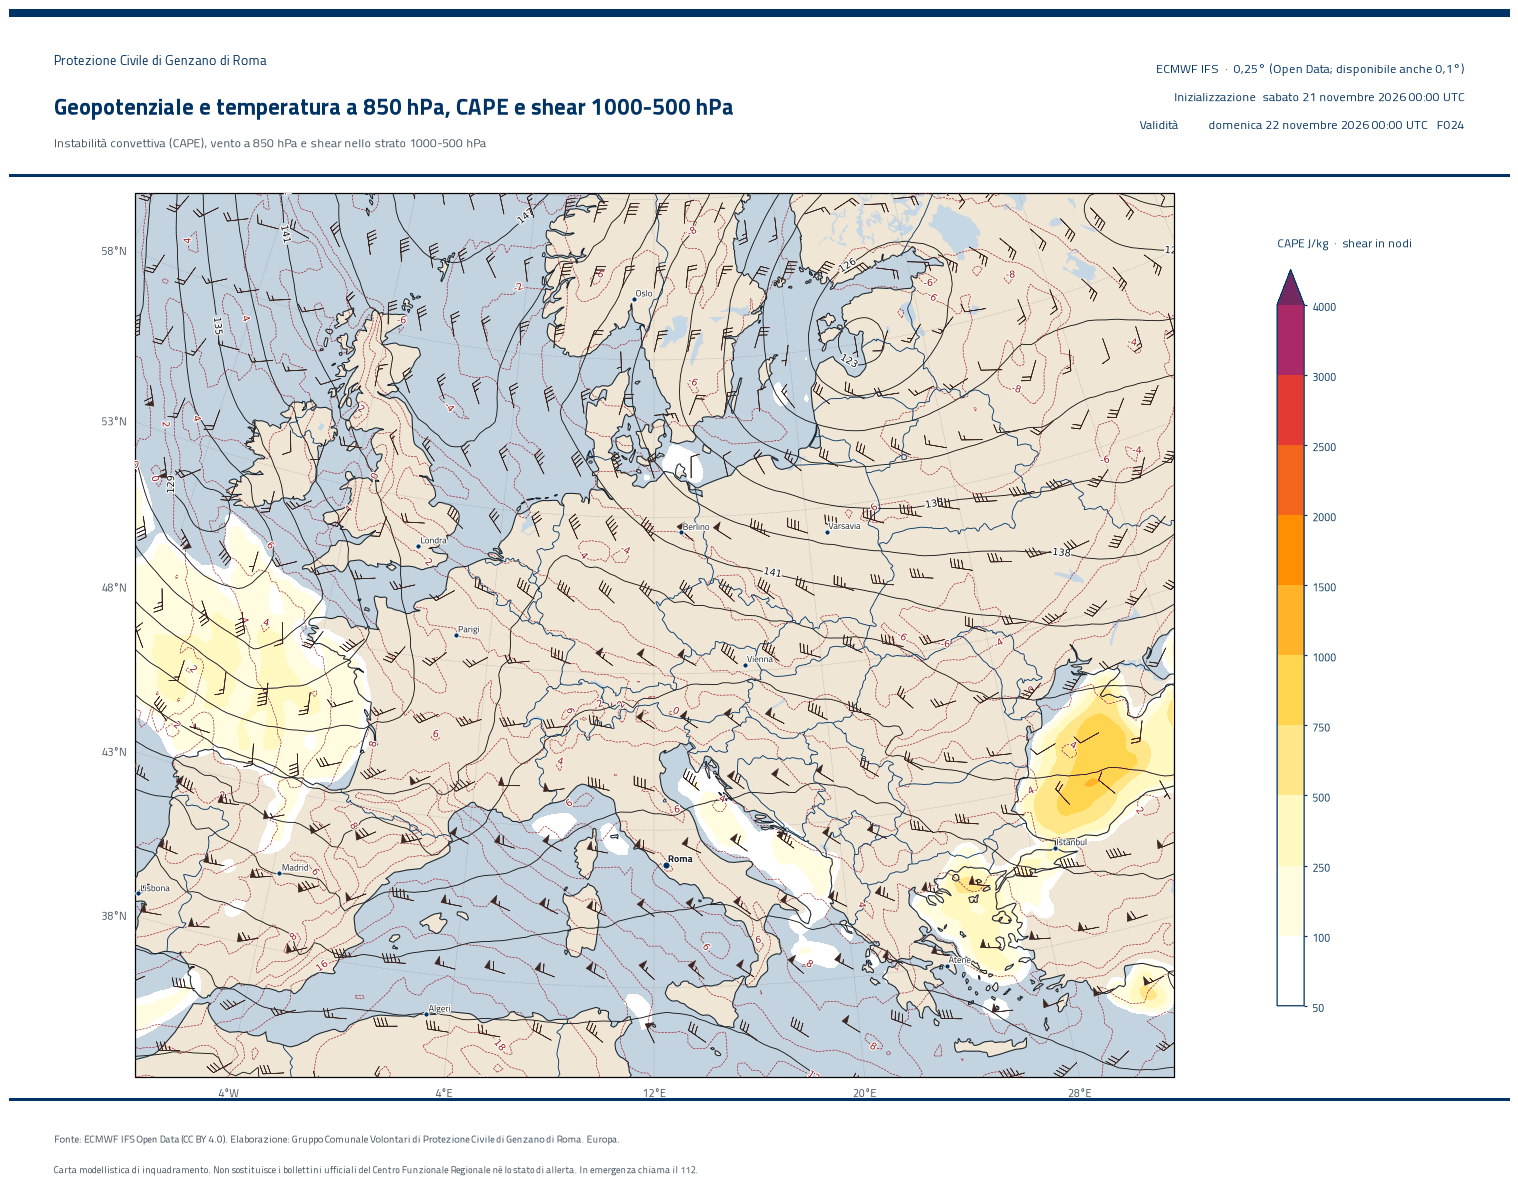 Protezione Civile di Genzano di Roma
Geopotenziale e temperatura a 850 hPa, CAPE e shear 1000-500 hPa
Instabilità convettiva (CAPE), vento a 850 hPa e shear nello strato 1000-500 hPa
ECMWF IFS · 0,25° (Open Data; disponibile anche 0,1°)
Inizializzazione sabato 21 novembre 2026 00:00 UTC
Validità domenica 22 novembre 2026 00:00 UTC F024
CAPE J/kg · shear in nodi
4000
3000
2500
2000
1500
1000
750
500
250
100
50
58°N
53°N
48°N
43°N
38°N
4°W
4°E
12°E
20°E
28°E
Oslo
Londra
Berlino
Varsavia
Parigi
Vienna
Roma
Madrid
Lisbona
Istanbul
Atene
Algeri
141
135
129
126
123
138
141
Fonte: ECMWF IFS Open Data (CC BY 4.0). Elaborazione: Gruppo Comunale Volontari di Protezione Civile di Genzano di Roma. Europa.
Carta modellistica di inquadramento. Non sostituisce i bollettini ufficiali del Centro Funzionale Regionale né lo stato di allerta. In emergenza chiama il 112.